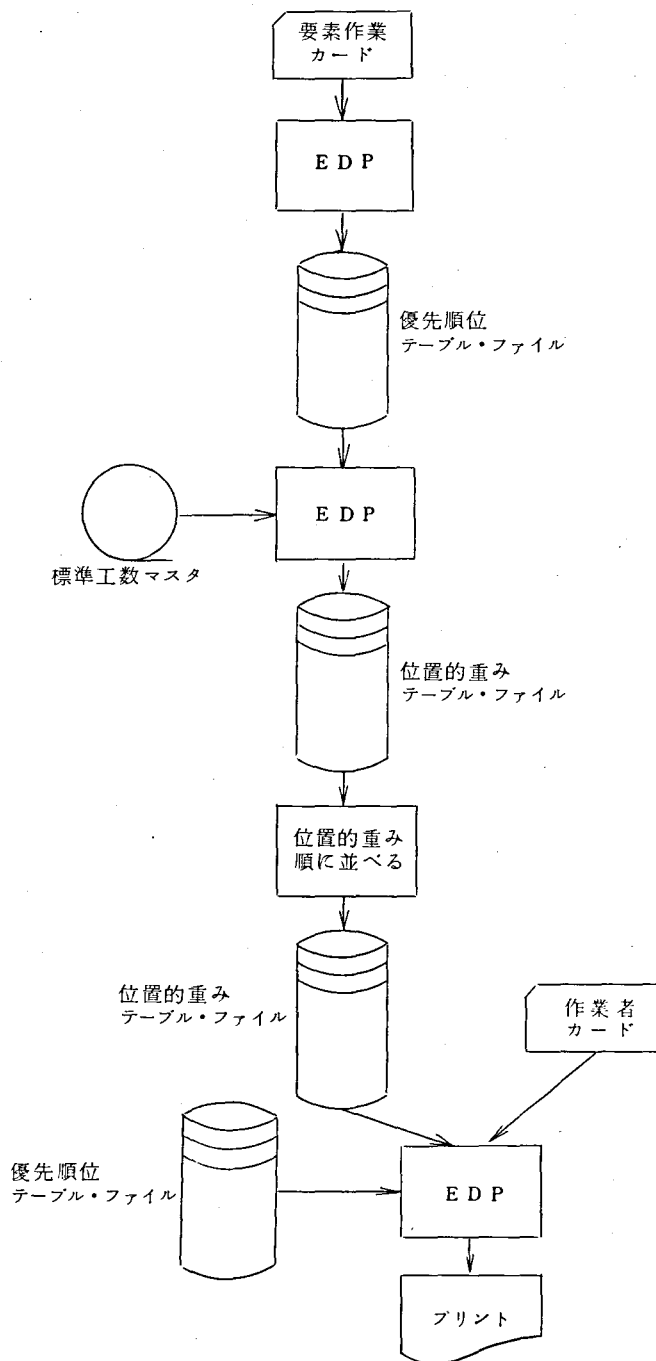 要素作業
カード
EDP
優先順位
テーブル・ファイル
EDP
標準工数マスタ
位置的重み
テーブル・ファイル
位置的重み
順に並べる
位置的重み
テーブル・ファイル
作業者
カード
優先順位
テーブル・ファイル
EDP
プリント